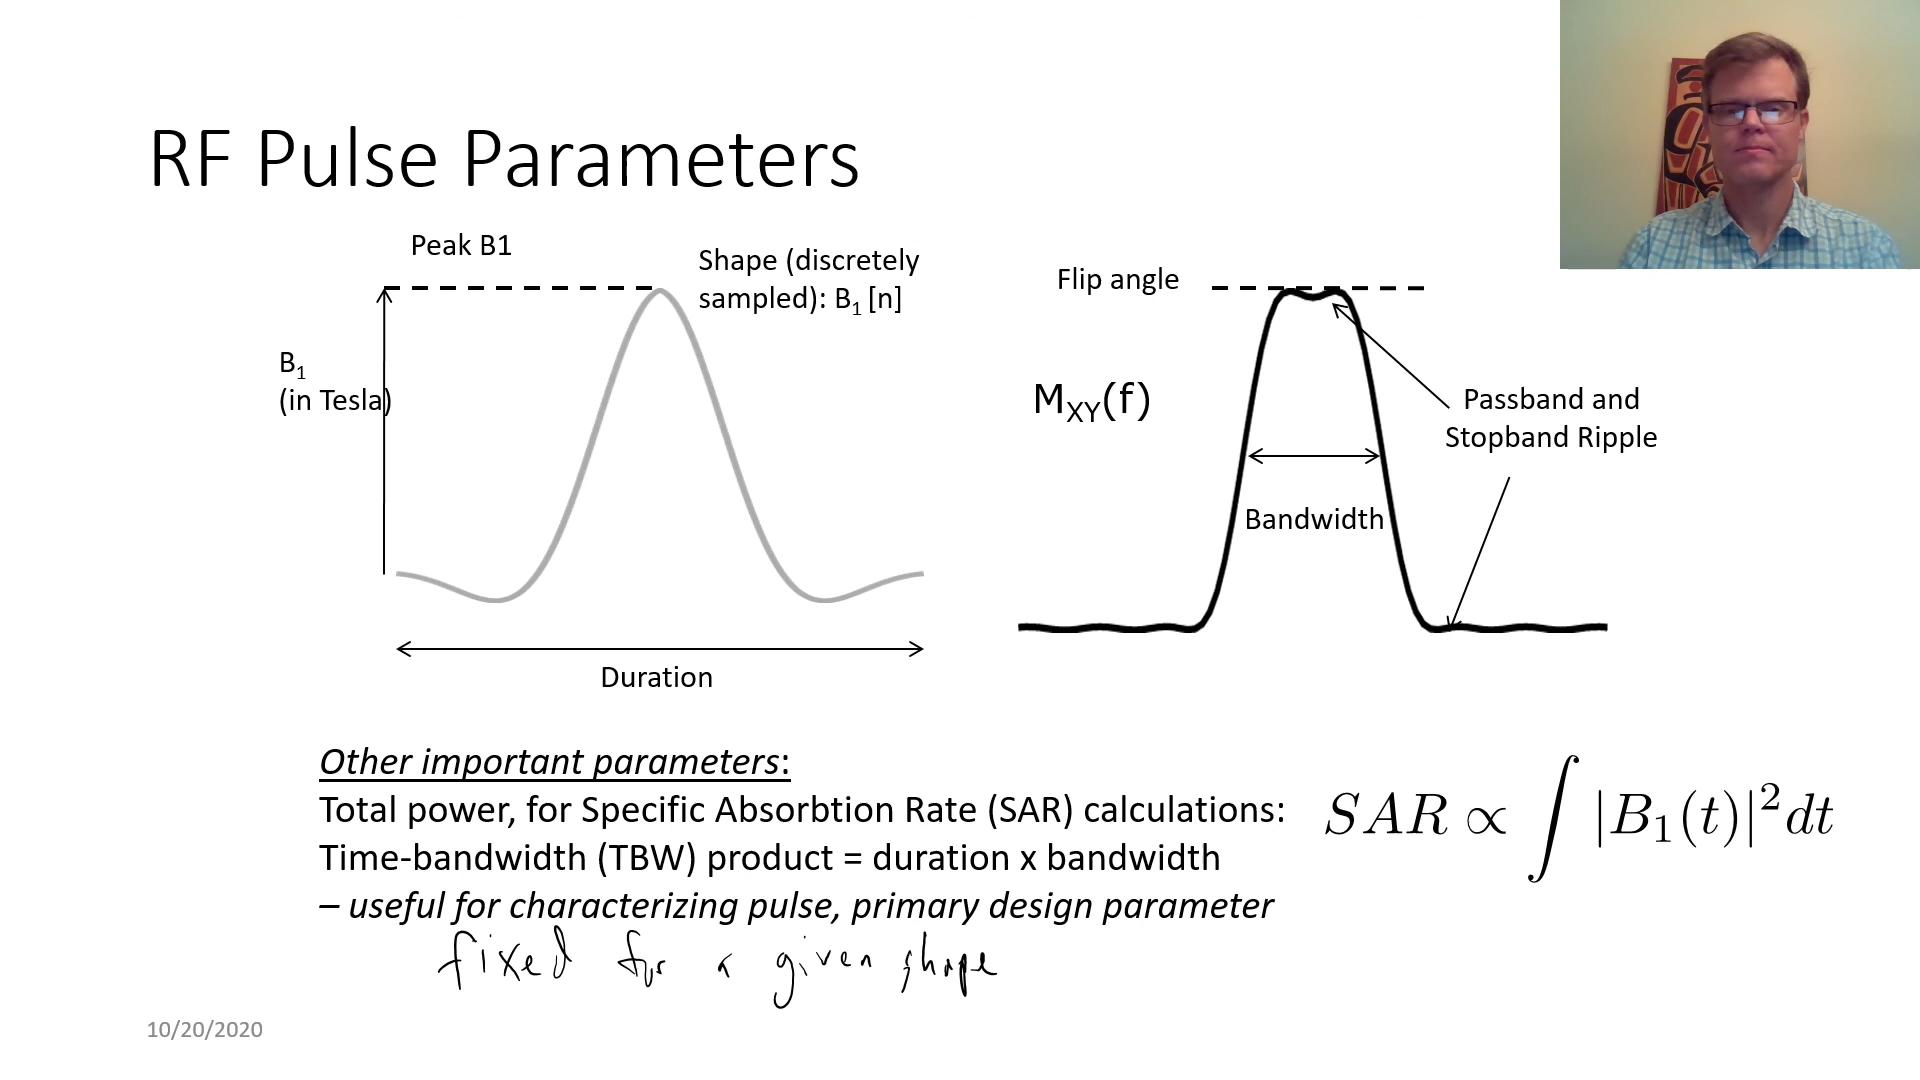 RF Pulse Parameters
Peak B1
Shape (discretely
sampled): B₁ [n]
B₁
(in Tesla)
Duration
Flip angle
M_XY(f)
Passband and
Stopband Ripple
Bandwidth
Other important parameters:
Total power, for Specific Absorbtion Rate (SAR) calculations:
SAR ∝ ∫ |B₁(t)|² dt
Time-bandwidth (TBW) product = duration x bandwidth
– useful for characterizing pulse, primary design parameter
fixed for a given shape
10/20/2020